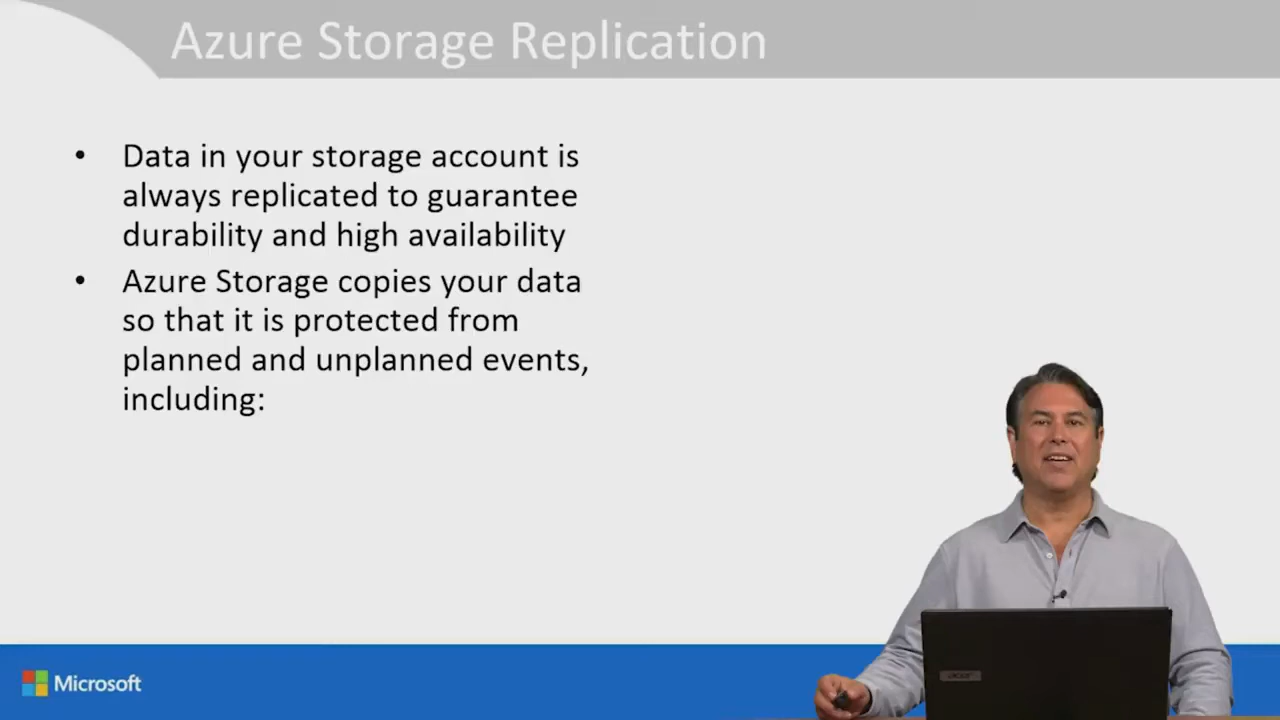 Azure Storage Replication
• Data in your storage account is
always replicated to guarantee
durability and high availability
• Azure Storage copies your data
so that it is protected from
planned and unplanned events,
including:
Microsoft
acer